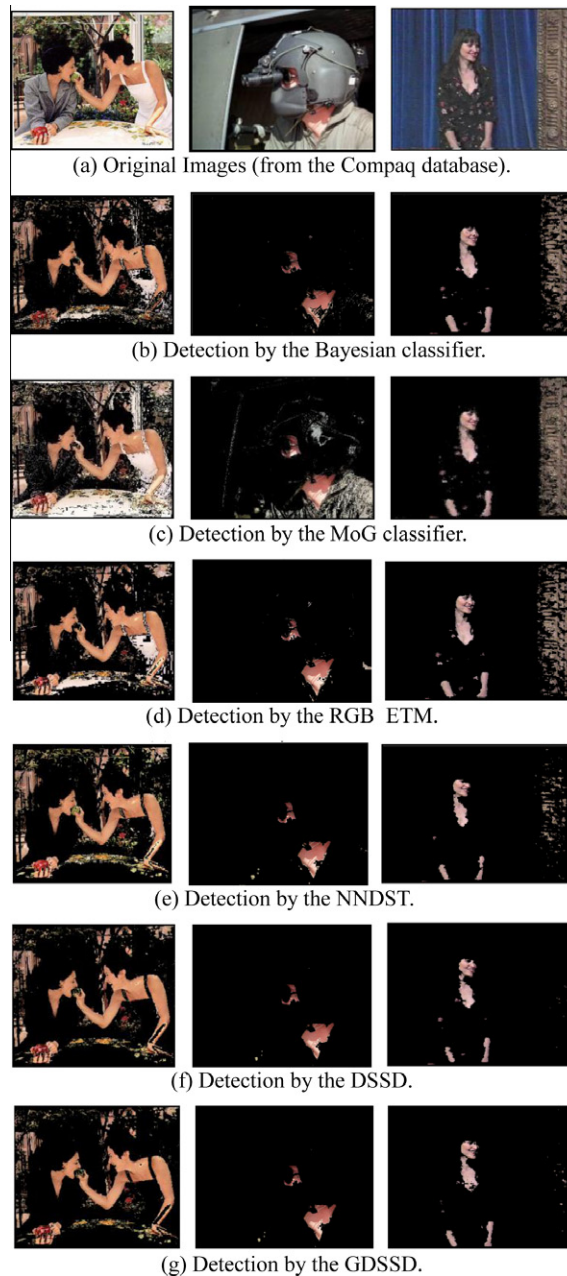 (a) Original Images (from the Compaq database).
(b) Detection by the Bayesian classifier.
(c) Detection by the MoG classifier.
(d) Detection by the RGB ETM.
(e) Detection by the NNDST.
(f) Detection by the DSSD.
(g) Detection by the GDSSD.